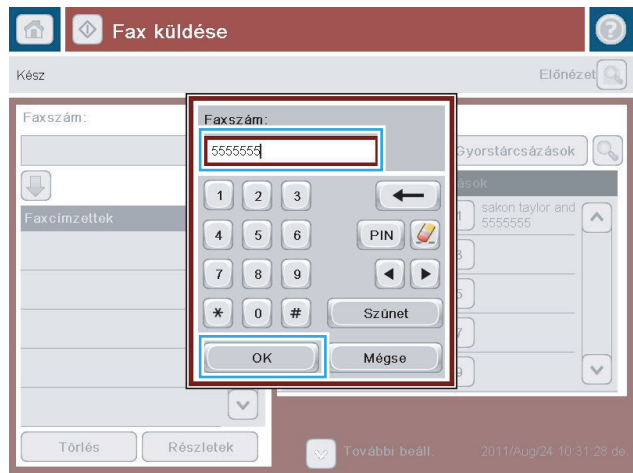 Fax küldése
Kész
Előnézet
Faxszám:
Gyorstárcsázások
Faxcímzettek
sakon taylor and
5555555
Faxszám:
5555555
1 2 3
4 5 6 PIN
7 8 9
* 0 # Szünet
OK Mégse
Törlés Részletek
További beáll.
2011/Aug/24 10:31:28 de.